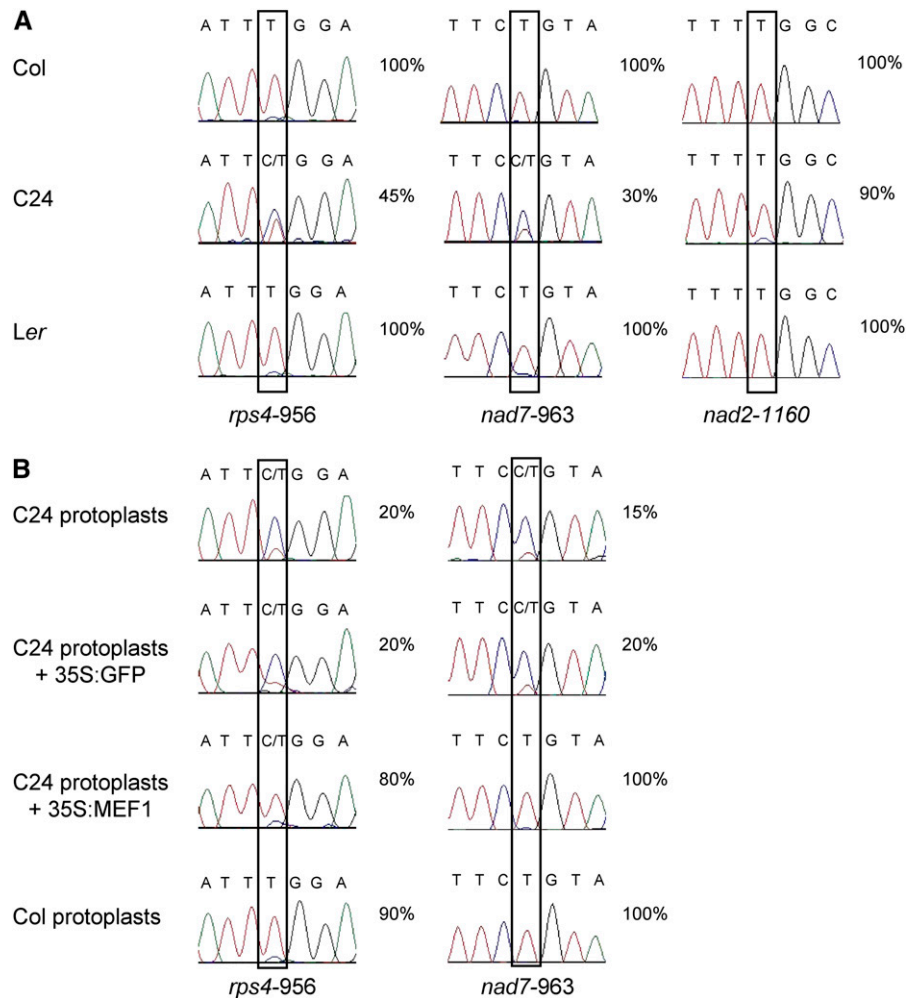 A
A T T T G G A
T T C T G T A
T T T T G G C
Col
100%
100%
100%
A T T C/T G G A
T T C C/T G T A
T T T T G G C
C24
45%
30%
90%
A T T T G G A
T T C T G T A
T T T T G G C
Ler
100%
100%
100%
rps4-956
nad7-963
nad2-1160
B
A T T C/T G G A
T T C C/T G T A
C24 protoplasts
20%
15%
A T T C/T G G A
T T C C/T G T A
C24 protoplasts
+ 35S:GFP
20%
20%
A T T C/T G G A
T T C T G T A
C24 protoplasts
+ 35S:MEF1
80%
100%
A T T T G G A
T T C T G T A
Col protoplasts
90%
100%
rps4-956
nad7-963